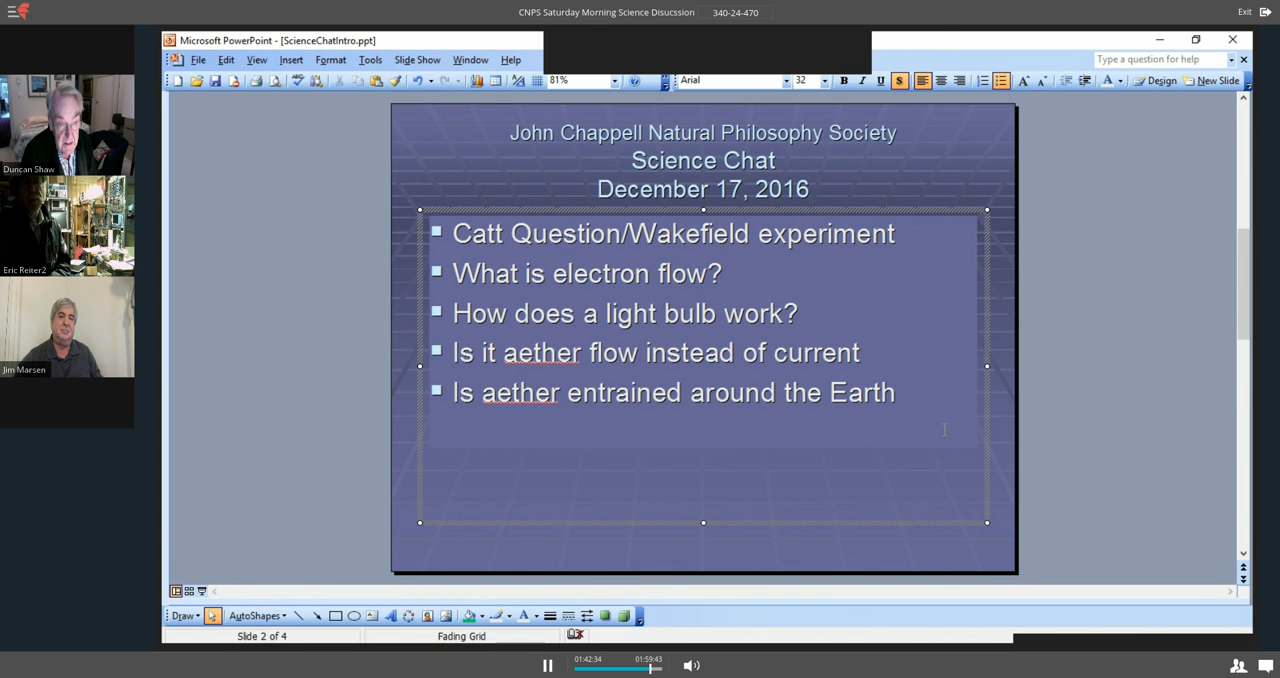 CNPS Saturday Morning Science Disucssion 340-24-470 Exit
Microsoft PowerPoint - [ScienceChatIntro.ppt]
File Edit View Insert Format Tools Slide Show Window Help Type a question for help
81% Arial 32 B I U S Design New Slide
John Chappell Natural Philosophy Society
Science Chat
December 17, 2016
Catt Question/Wakefield experiment
What is electron flow?
How does a light bulb work?
Is it aether flow instead of current
Is aether entrained around the Earth
Duncan Shaw
Eric Reiter2
Jim Marsen
Draw AutoShapes
Slide 2 of 4 Fading Grid
01:42:34 01:59:43